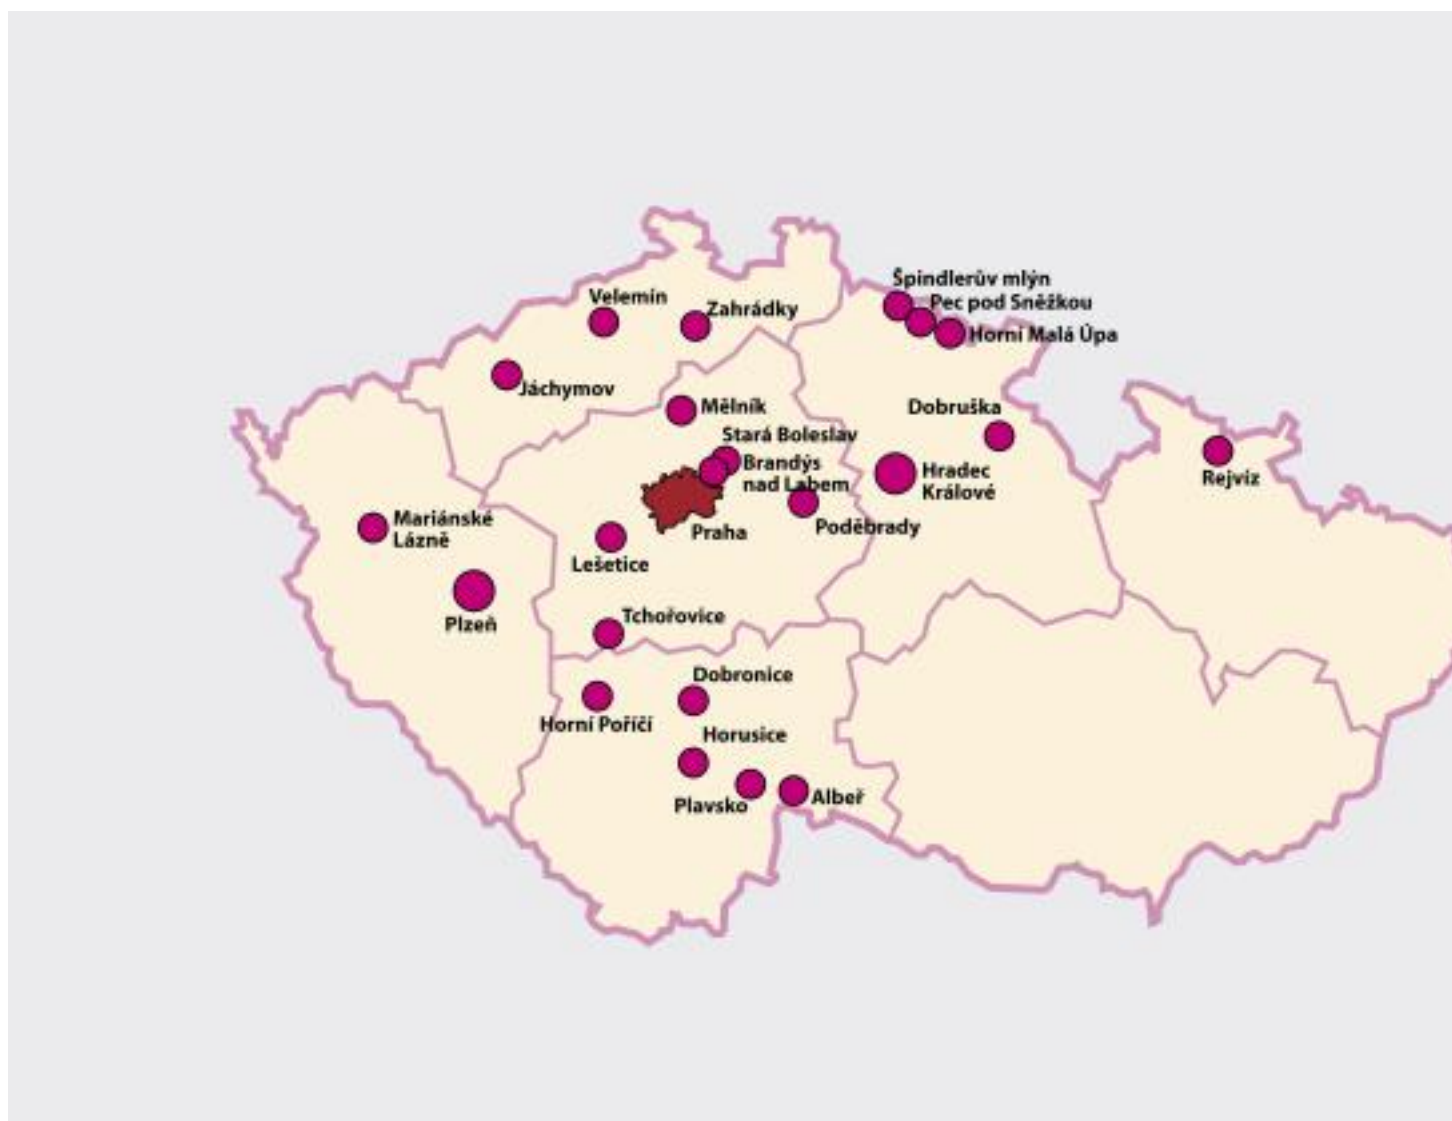 Špindlerův mlýn
Velemín
Pec pod Sněžkou
Zahrádky
Horní Malá Úpa
Jáchymov
Mělník
Dobruška
Stará Boleslav
Brandýs
nad Labem
Hradec
Králové
Rejvíz
Mariánské
Lázně
Poděbrady
Praha
Lešetice
Tchořovice
Plzeň
Dobronice
Horní Poříčí
Horusice
Albeř
Plavsko